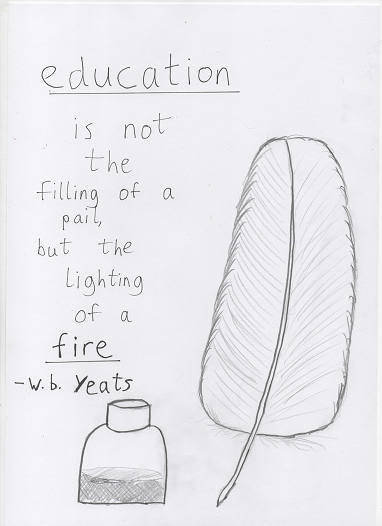 education
is not
the
filling of a
pail,
but the
lighting
of a
fire
-w.b. Yeats